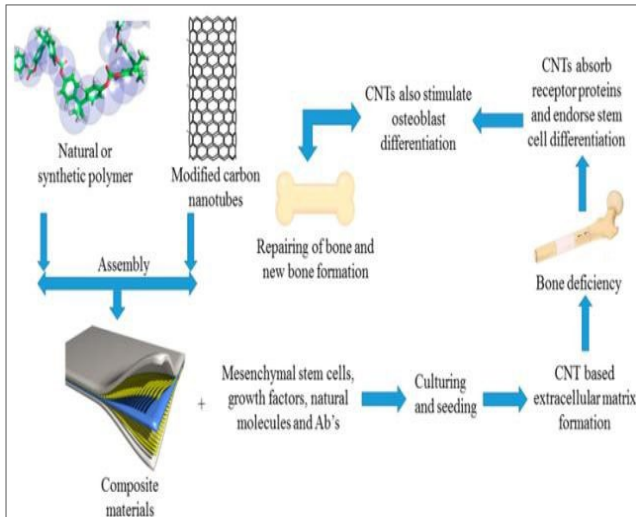 Natural or
synthetic polymer
Modified carbon
nanotubes
CNTs also stimulate
osteoblast
differentiation
CNTs absorb
receptor proteins
and endorse stem
cell differentiation
Repairing of bone and
new bone formation
Bone deficiency
Assembly
Composite
materials
+
Mesenchymal stem cells,
growth factors, natural
molecules and Ab's
Culturing
and seeding
CNT based
extracellular matrix
formation